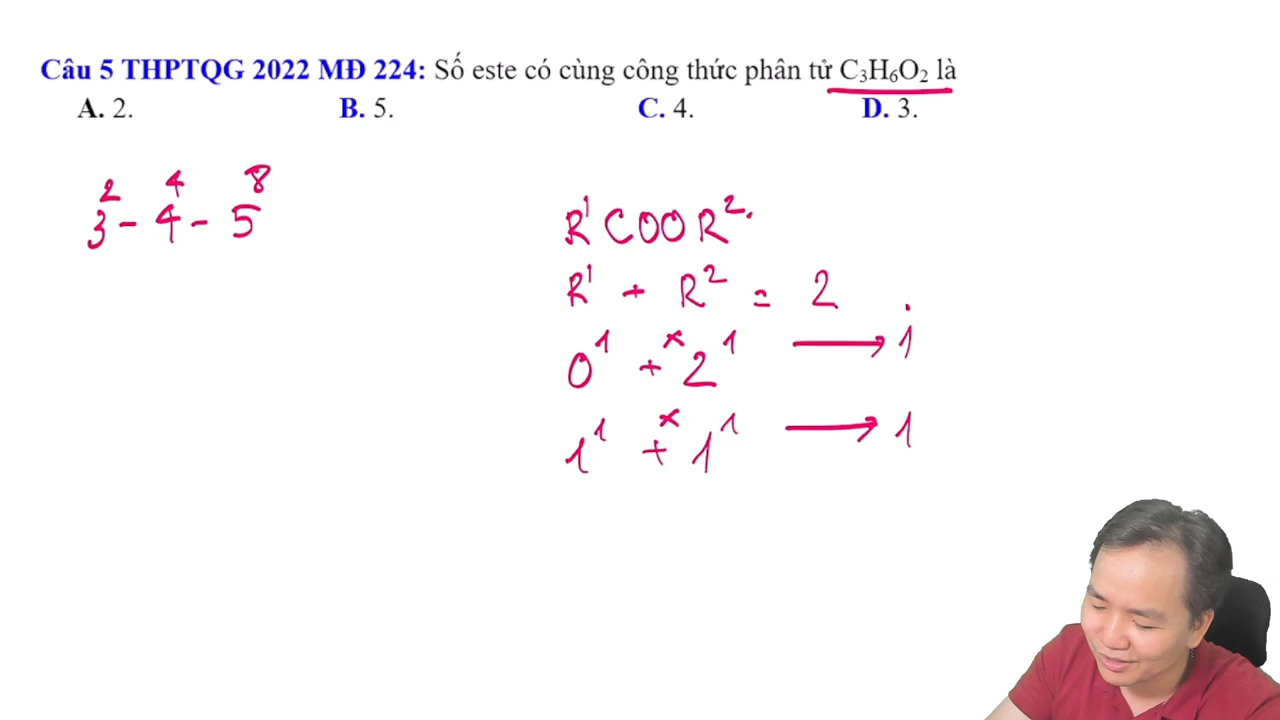 Câu 5 THPTQG 2022 MĐ 224: Số este có cùng công thức phân tử C₃H₆O₂ là
A. 2. B. 5. C. 4. D. 3.
2 4 8
3 - 4 - 5
R¹COOR².
R¹ + R² = 2
0¹ +ˣ 2¹ → 1
1¹ +ˣ 1¹ → 1